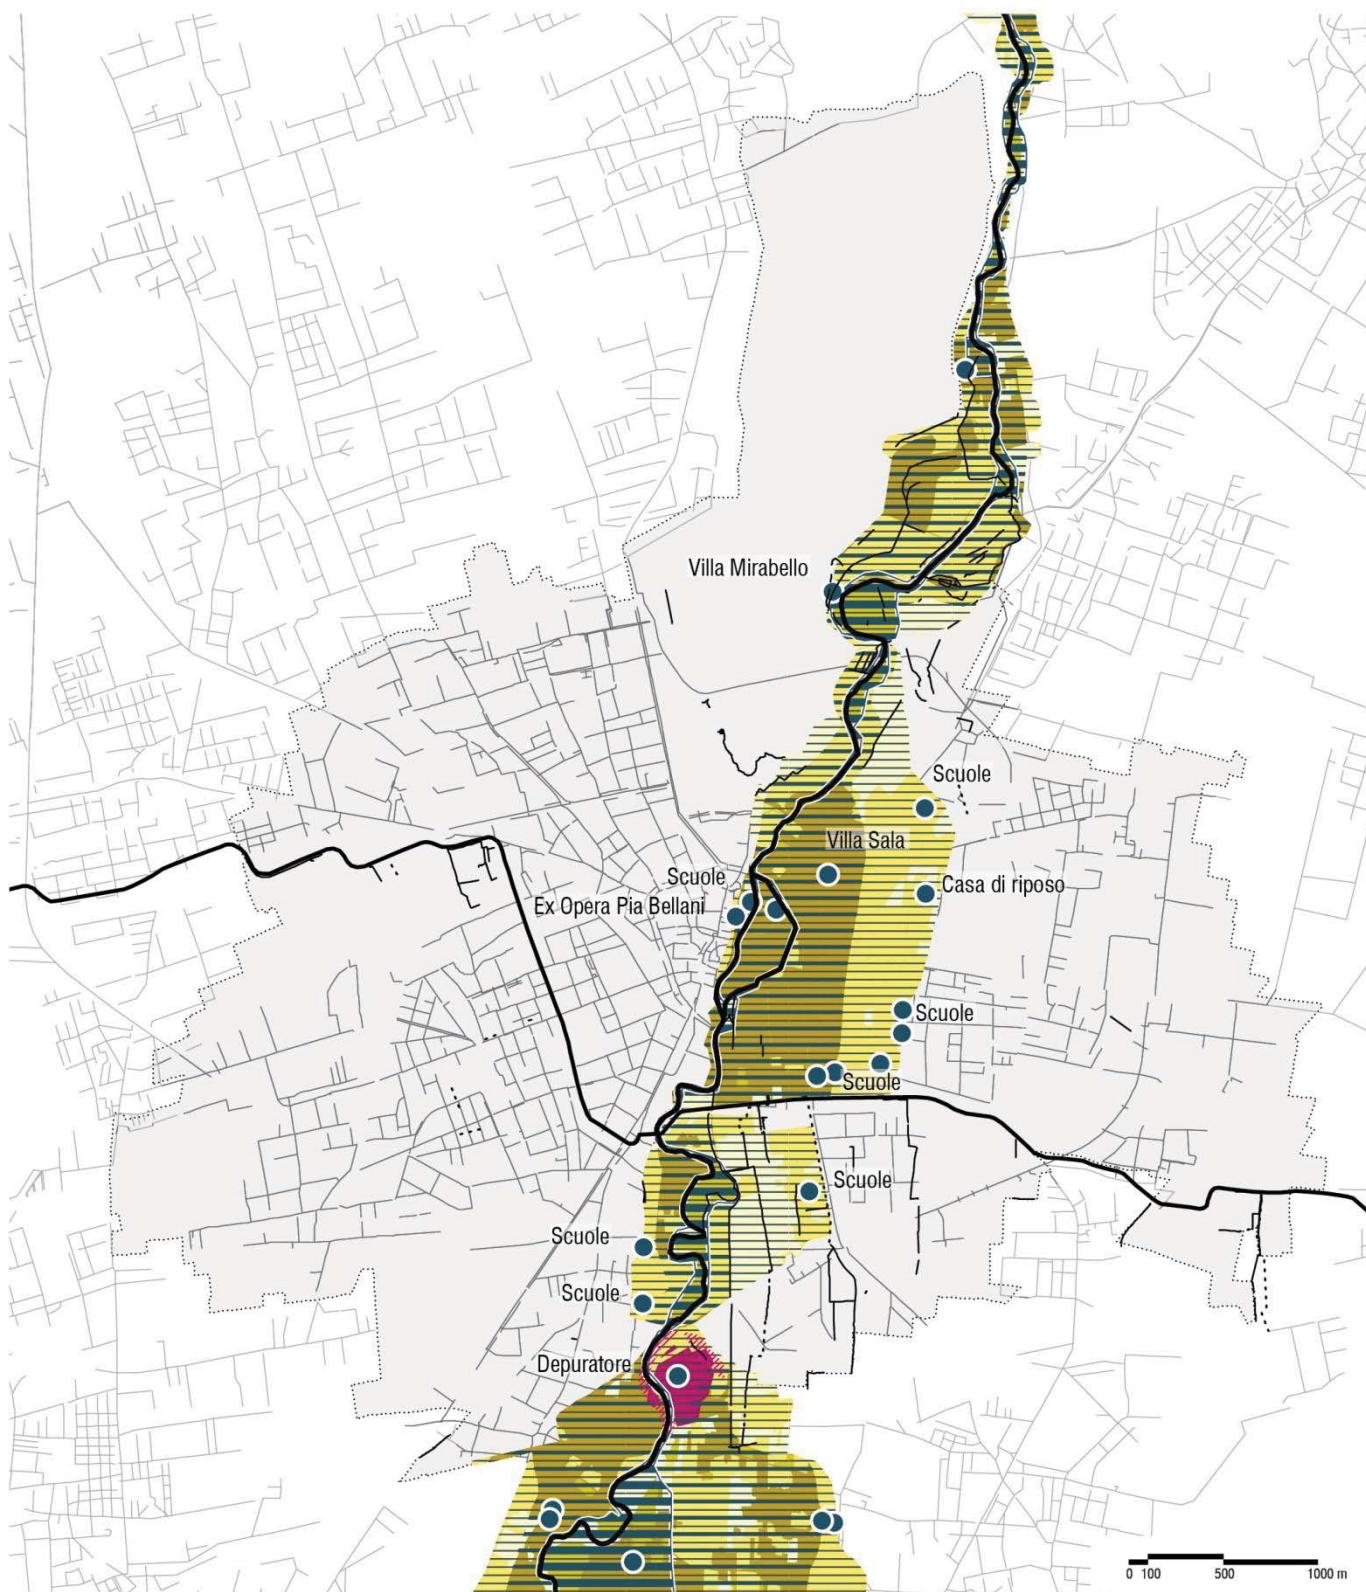 Villa Mirabello
Scuole
Villa Sala
Scuole
Casa di riposo
Ex Opera Pia Bellani
Scuole
Scuole
Scuole
Scuole
Scuole
Depuratore
0 100 500 1000 m